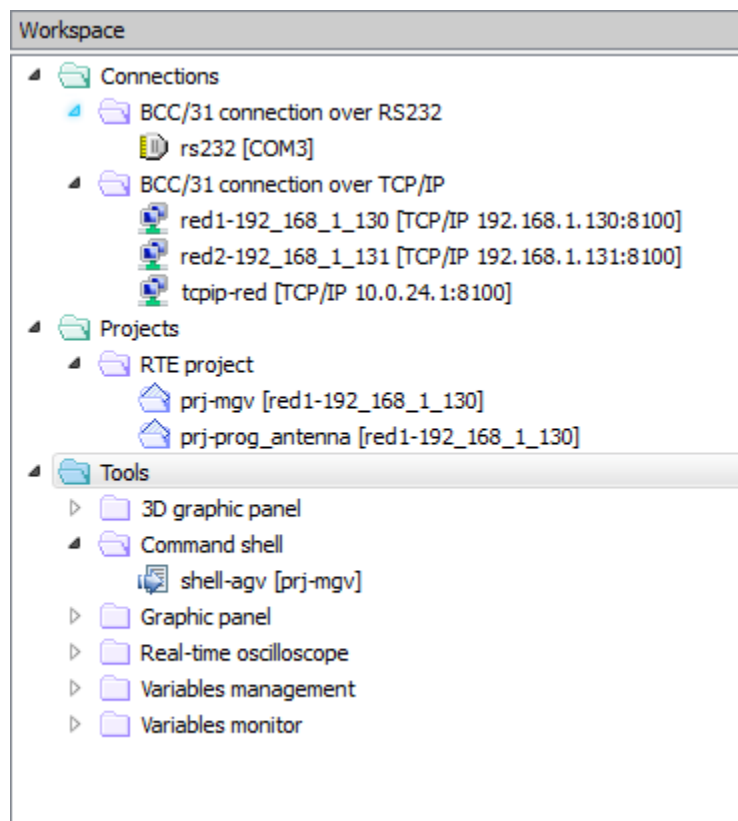 Workspace
Connections
BCC/31 connection over RS232
rs232 [COM3]
BCC/31 connection over TCP/IP
red1-192_168_1_130 [TCP/IP 192.168.1.130:8100]
red2-192_168_1_131 [TCP/IP 192.168.1.131:8100]
tcpip-red [TCP/IP 10.0.24.1:8100]
Projects
RTE project
prj-mgv [red1-192_168_1_130]
prj-prog_antenna [red1-192_168_1_130]
Tools
3D graphic panel
Command shell
shell-agv [prj-mgv]
Graphic panel
Real-time oscilloscope
Variables management
Variables monitor